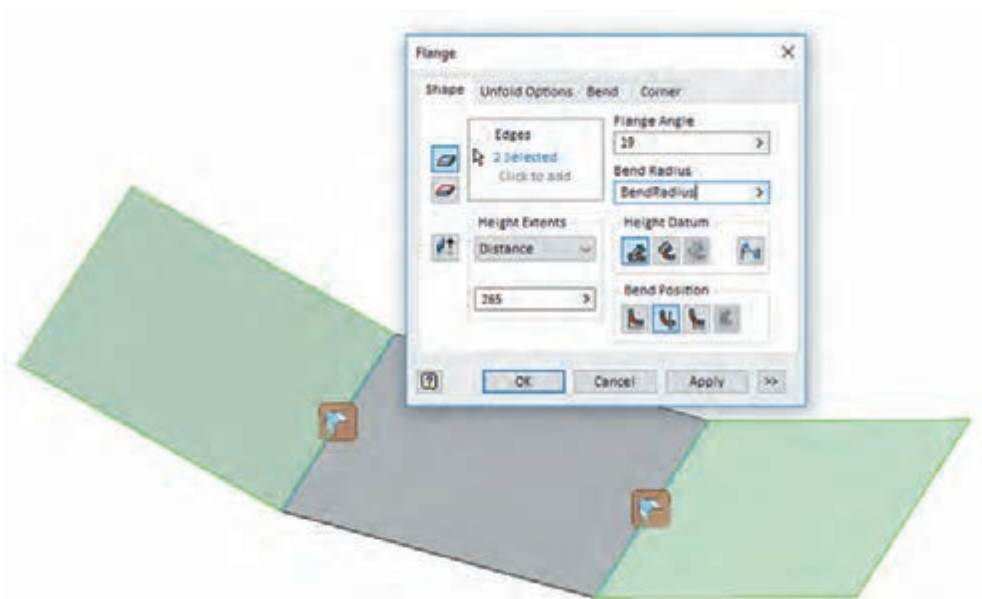 Flange
Shape Unfold Options Bend Corner
Edges
2 Selected
Click to add
Flange Angle
19
Bend Radius
BendRadius
Height Extents
Distance
265
Height Datum
Bend Position
OK Cancel Apply >>